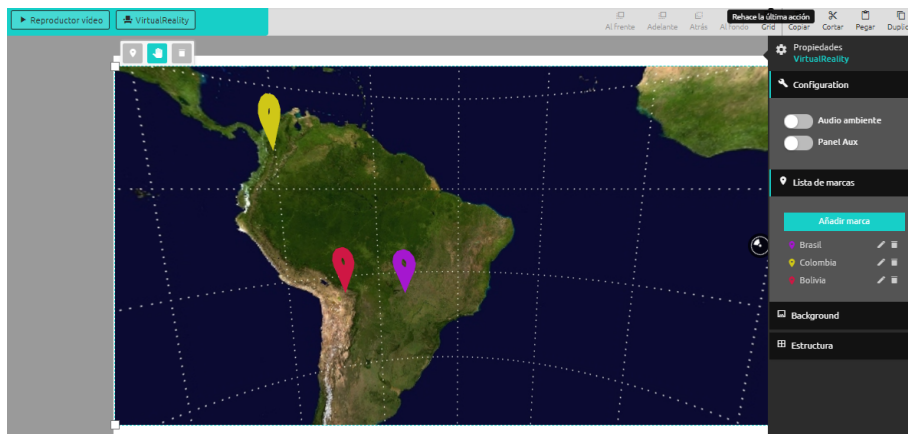 Reproductor vídeo
VirtualReality
Al frente
Adelante
Atrás
Al fondo
Grid
Copiar
Cortar
Pegar
Rehace la última acción
Propiedades
VirtualReality
Configuration
Audio ambiente
Panel Aux
Lista de marcas
Añadir marca
Brasil
Colombia
Bolivia
Background
Estructura